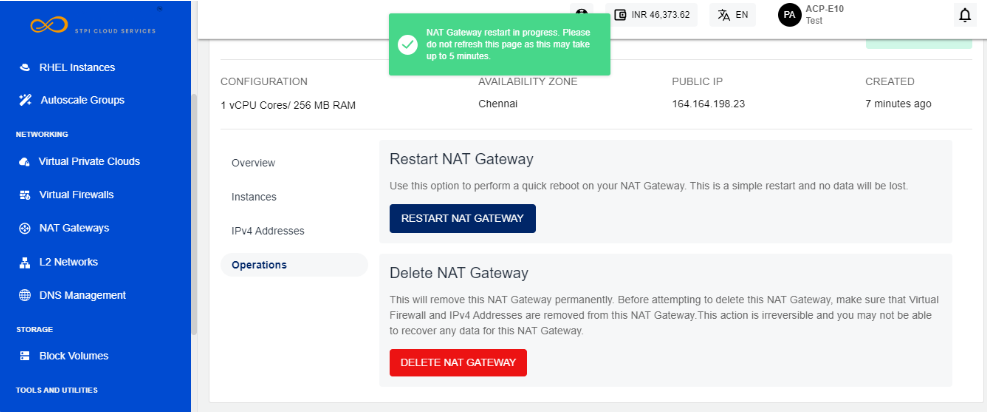 STPI CLOUD SERVICES
RHEL Instances
Autoscale Groups
NETWORKING
Virtual Private Clouds
Virtual Firewalls
NAT Gateways
L2 Networks
DNS Management
STORAGE
Block Volumes
TOOLS AND UTILITIES
INR 46,373.62
EN
PA
ACP-E10
Test
NAT Gateway restart in progress. Please
do not refresh this page as this may take
up to 5 minutes.
CONFIGURATION
1 vCPU Cores/ 256 MB RAM
AVAILABILITY ZONE
Chennai
PUBLIC IP
164.164.198.23
CREATED
7 minutes ago
Overview
Instances
IPv4 Addresses
Operations
Restart NAT Gateway
Use this option to perform a quick reboot on your NAT Gateway. This is a simple restart and no data will be lost.
RESTART NAT GATEWAY
Delete NAT Gateway
This will remove this NAT Gateway permanently. Before attempting to delete this NAT Gateway, make sure that Virtual
Firewall and IPv4 Addresses are removed from this NAT Gateway.This action is irreversible and you may not be able
to recover any data for this NAT Gateway.
DELETE NAT GATEWAY